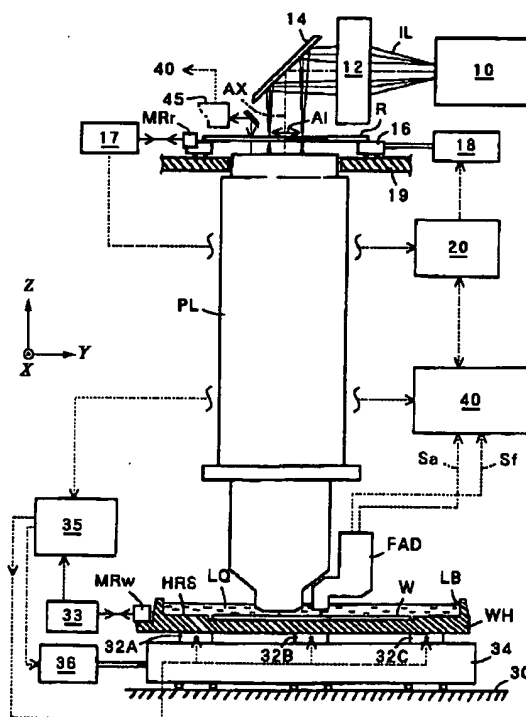 14
IL
40
12
10
45
AX
MRr
AI
R
16
17
18
19
20
Z
PL
Y
X
40
Sa
Sf
35
FAD
MRw
HRS
LQ
W
LB
33
WH
32A
32B
32C
34
36
30